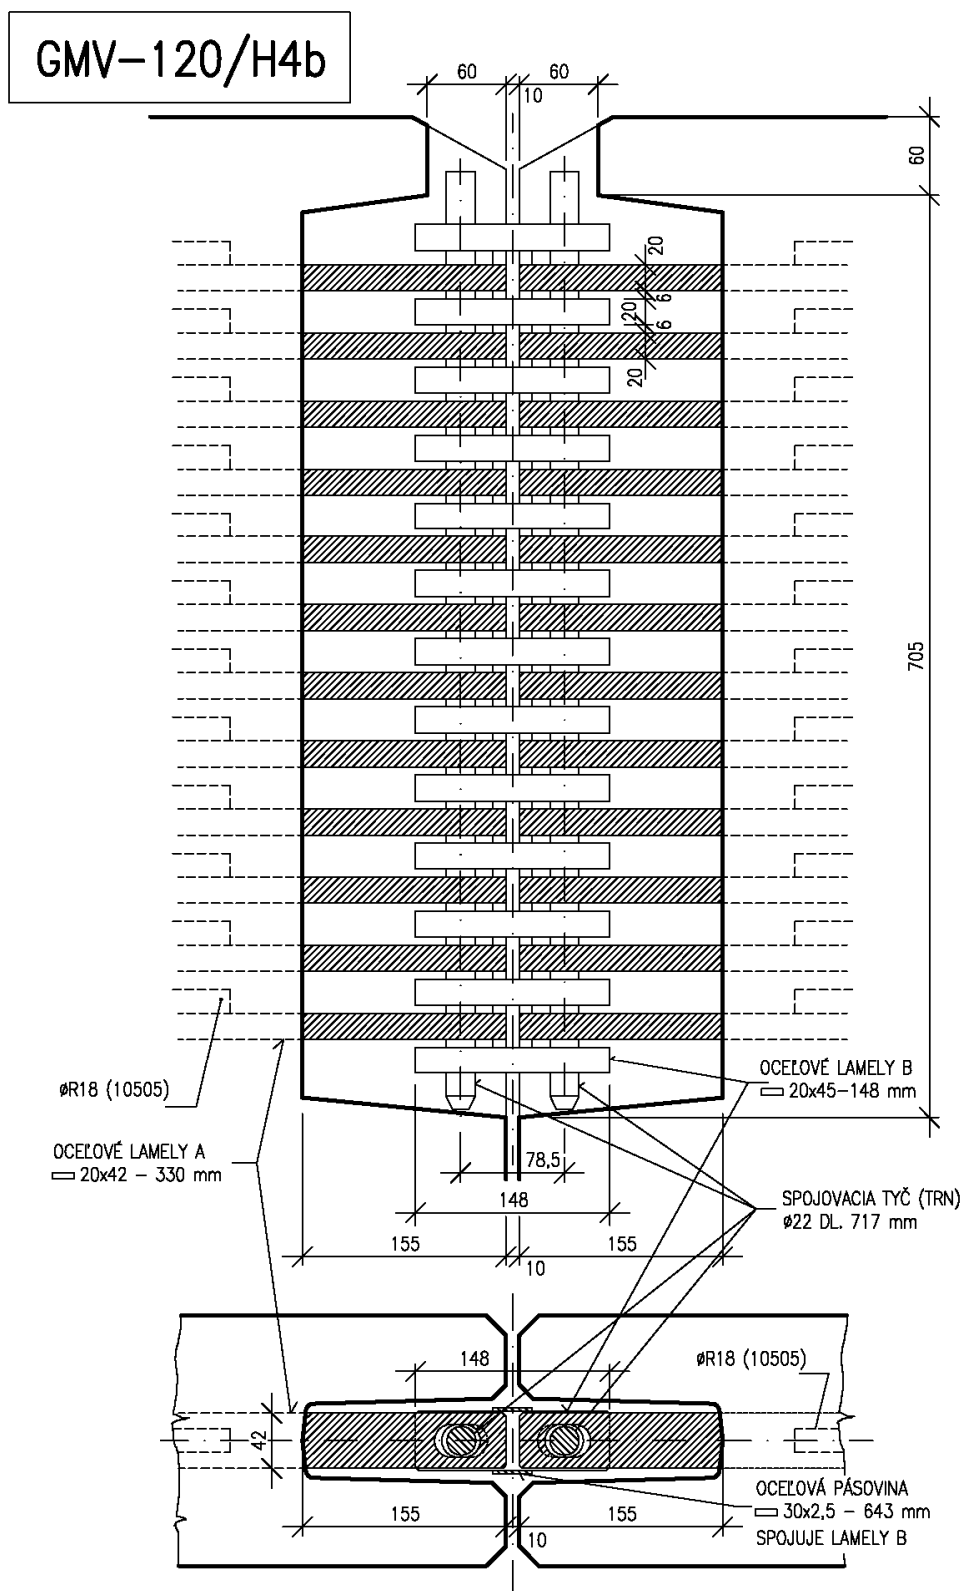 GMV-120/H4b
60
60
10
60
20
6
20
6
20
705
øR18 (10505)
OCEĽOVÉ LAMELY B
20x45-148 mm
OCEĽOVÉ LAMELY A
20x42 - 330 mm
78,5
148
SPOJOVACIA TYČ (TRN)
ø22 DL. 717 mm
155
155
10
148
øR18 (10505)
42
OCEĽOVÁ PÁSOVINA
30x2,5 - 643 mm
SPOJUJE LAMELY B
155
155
10